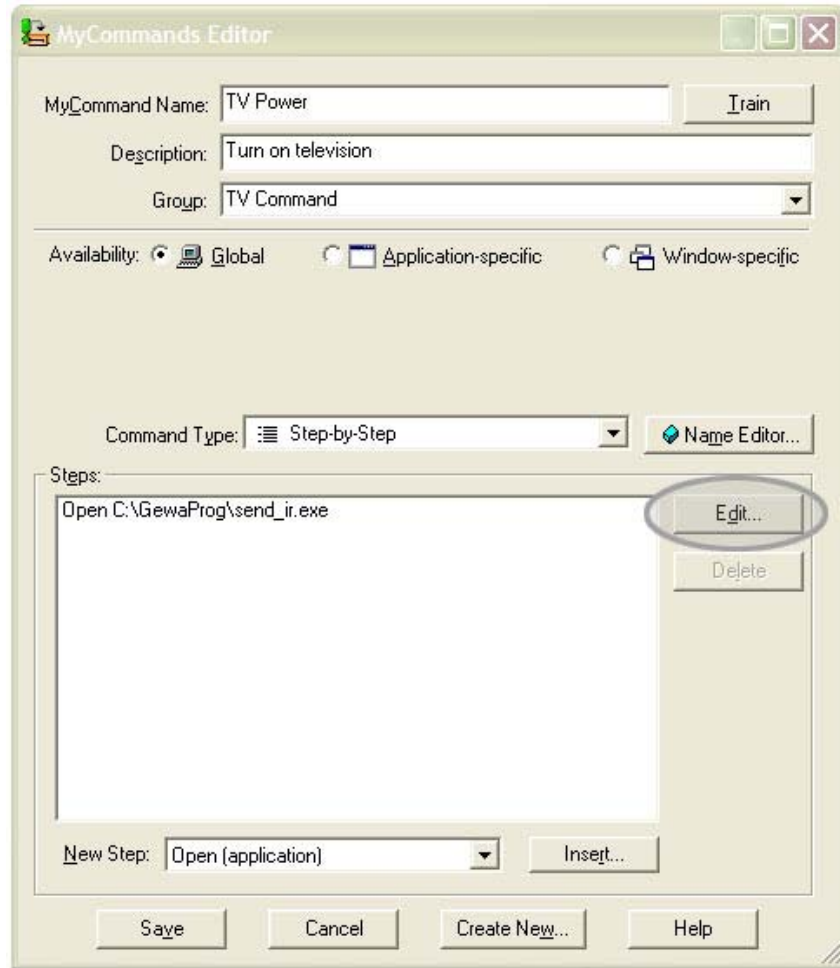 MyCommands Editor
MyCommand Name: TV Power Train
Description: Turn on television
Group: TV Command
Availability: Global Application-specific Window-specific
Command Type: Step-by-Step Name Editor...
Steps:
Open C:\GewaProg\send_ir.exe
Edit...
Delete
New Step: Open (application) Insert...
Save Cancel Create New... Help